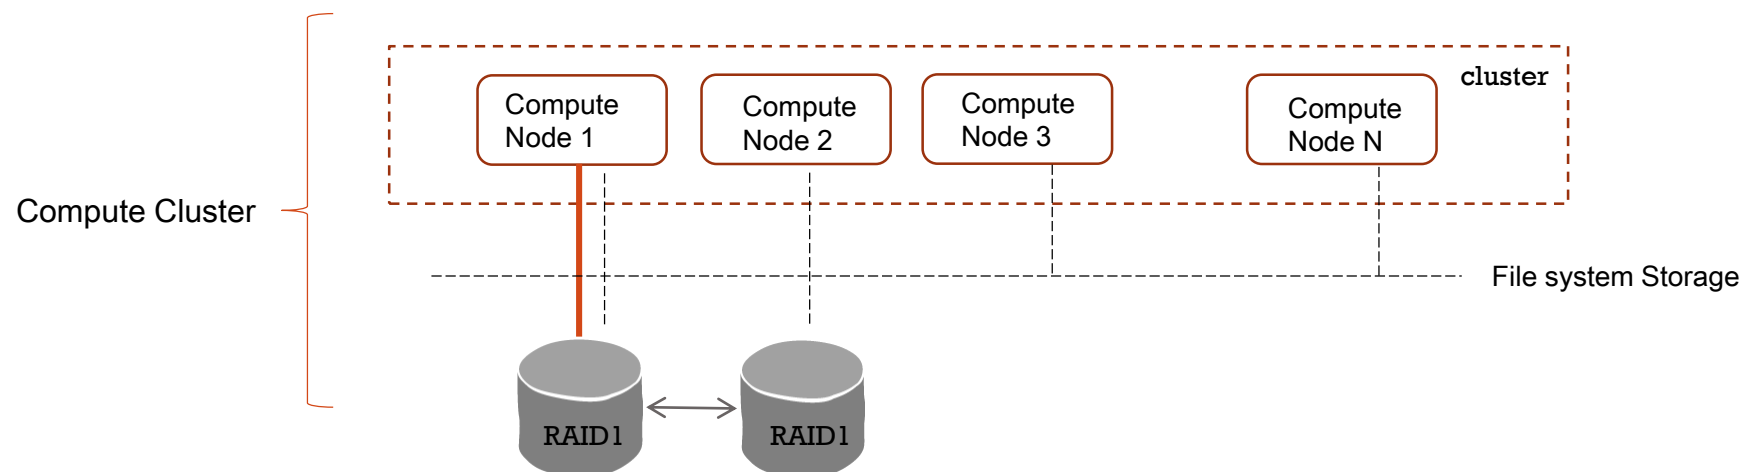 cluster
Compute
Node 1
Compute
Node 2
Compute
Node 3
Compute
Node N
Compute Cluster
File system Storage
RAID1
RAID1